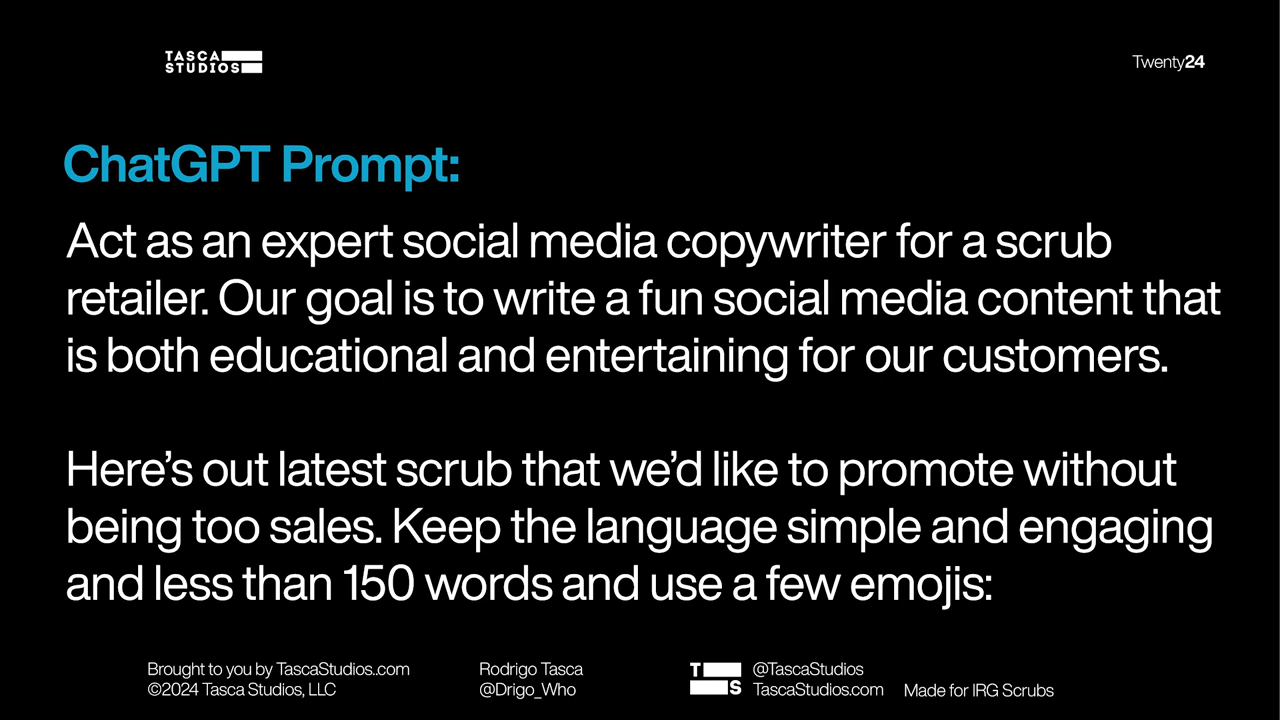 TASCA
STUDIOS
Twenty24
ChatGPT Prompt:
Act as an expert social media copywriter for a scrub
retailer. Our goal is to write a fun social media content that
is both educational and entertaining for our customers.
Here’s out latest scrub that we’d like to promote without
being too sales. Keep the language simple and engaging
and less than 150 words and use a few emojis:
Brought to you by TascaStudios..com
©2024 Tasca Studios, LLC
Rodrigo Tasca
@Drigo_Who
T
S
@TascaStudios
TascaStudios.com
Made for IRG Scrubs